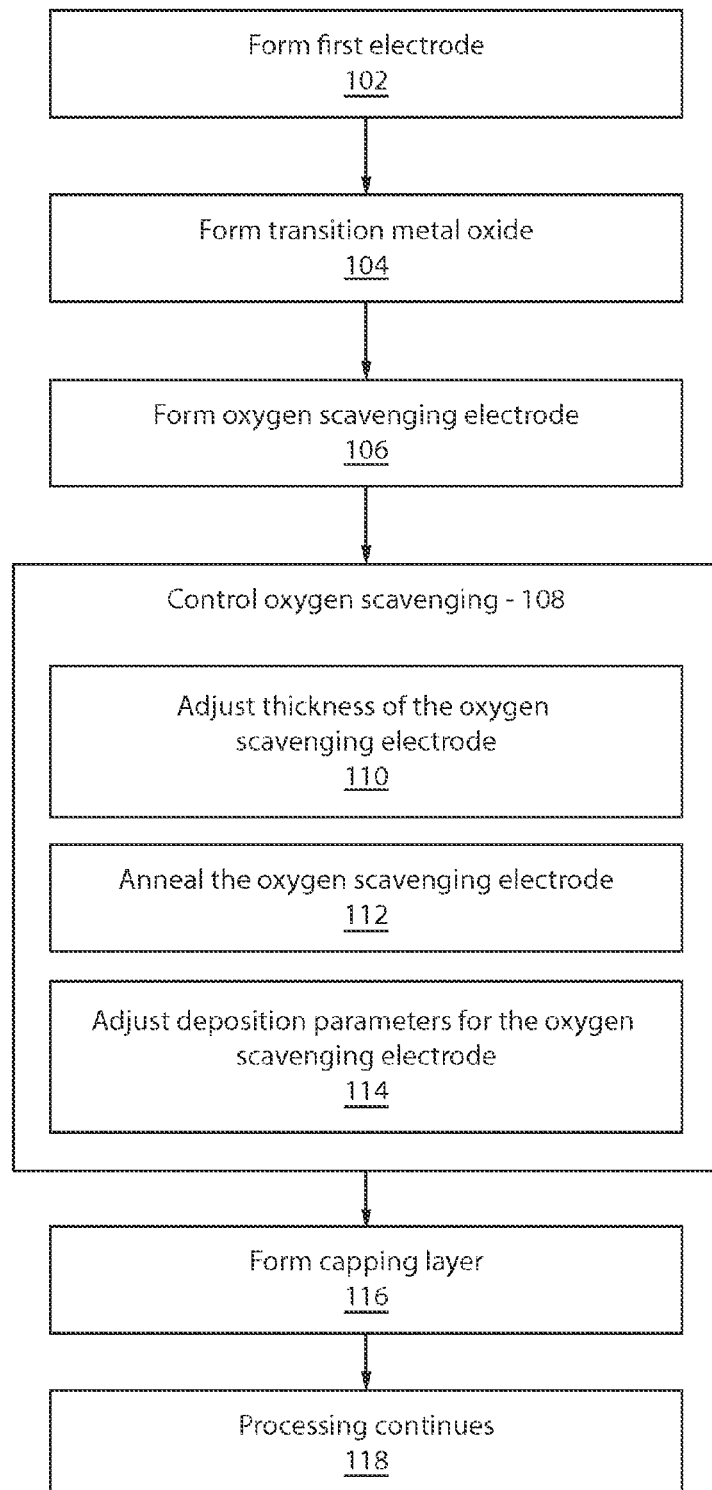 Form first electrode
102
Form transition metal oxide
104
Form oxygen scavenging electrode
106
Control oxygen scavenging - 108
Adjust thickness of the oxygen
scavenging electrode
110
Anneal the oxygen scavenging electrode
112
Adjust deposition parameters for the oxygen
scavenging electrode
114
Form capping layer
116
Processing continues
118